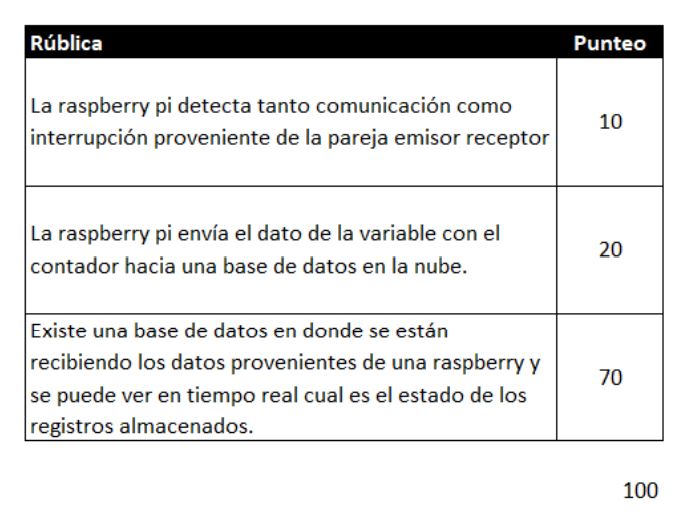 Rública Punteo
La raspberry pi detecta tanto comunicación como
interrupción proveniente de la pareja emisor receptor
10
La raspberry pi envía el dato de la variable con el
contador hacia una base de datos en la nube.
20
Existe una base de datos en donde se están
recibiendo los datos provenientes de una raspberry y
se puede ver en tiempo real cual es el estado de los
registros almacenados.
70
100